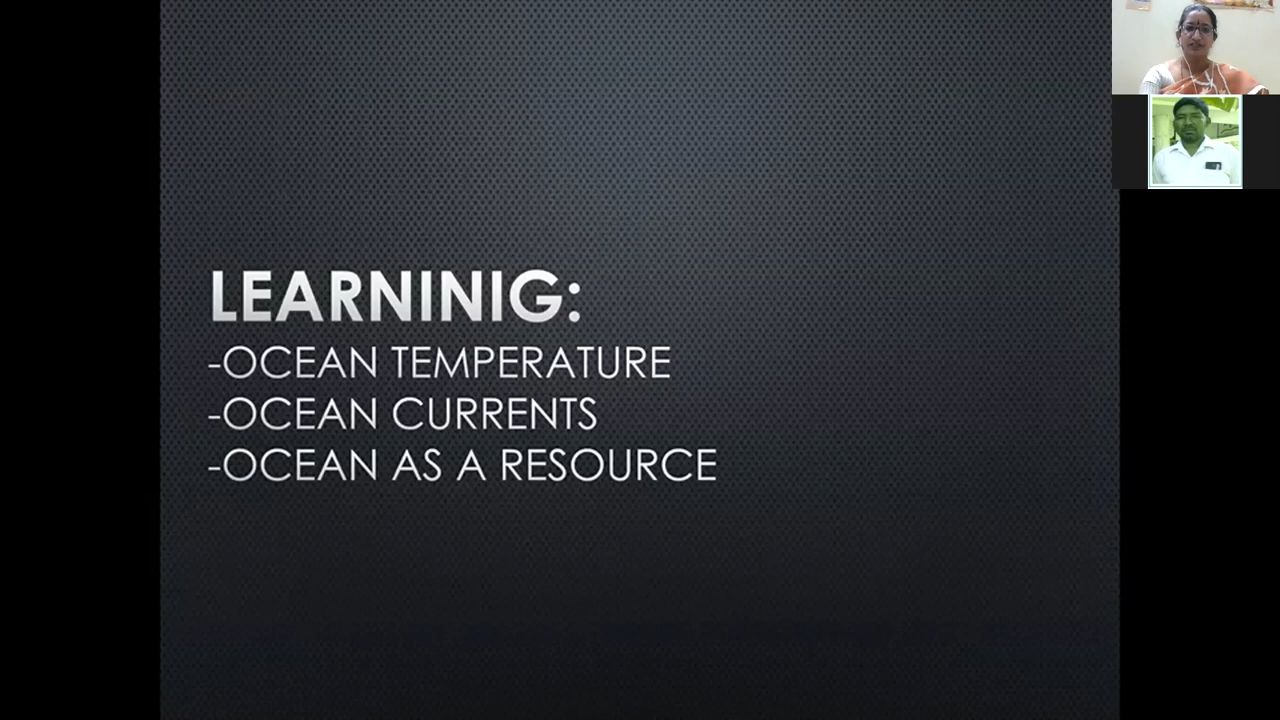 LEARNINIG:
-OCEAN TEMPERATURE
-OCEAN CURRENTS
-OCEAN AS A RESOURCE